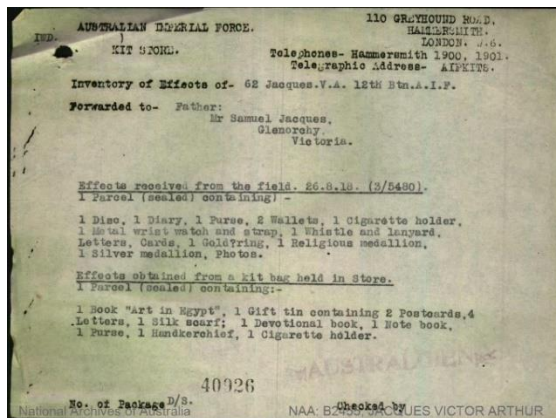 110 GREYHOUND ROAD,
AUSTRALIAN IMPERIAL FORCE.
HAMMERSMITH.
IND.
LONDON. W.6.
KIT STORE.
Telephones- Hammersmith 1900, 1901.
Telegraphic Address- AIFKITS.
Inventory of Effects of- 62 Jacques.V.A. 12th Btn.A.I.F.
Forwarded to- Father:
Mr Samuel Jacques,
Glenorchy.
Victoria.
Effects received from the field. 26.8.18. (3/5480).
1 Parcel (sealed) containing) -
1 Disc, 1 Diary, 1 Purse, 2 Wallets, 1 Cigarette holder,
1 Metal wrist watch and strap, 1 Whistle and lanyard,
Letters, Cards, 1 Gold?ring, 1 Religious medallion,
1 Silver medallion, Photos.
Effects obtained from a kit bag held in Store.
1 Parcel (sealed) containing:-
1 Book "Art in Egypt", 1 Gift tin containing 2 Postcards,4
Letters, 1 Silk scarf; 1 Devotional book, 1 Note book,
1 Purse, 1 Handkerchief, 1 Cigarette holder.
40926
No. of Package D/S.
Checked by
National Archives of Australia
NAA: B2455, JACQUES VICTOR ARTHUR